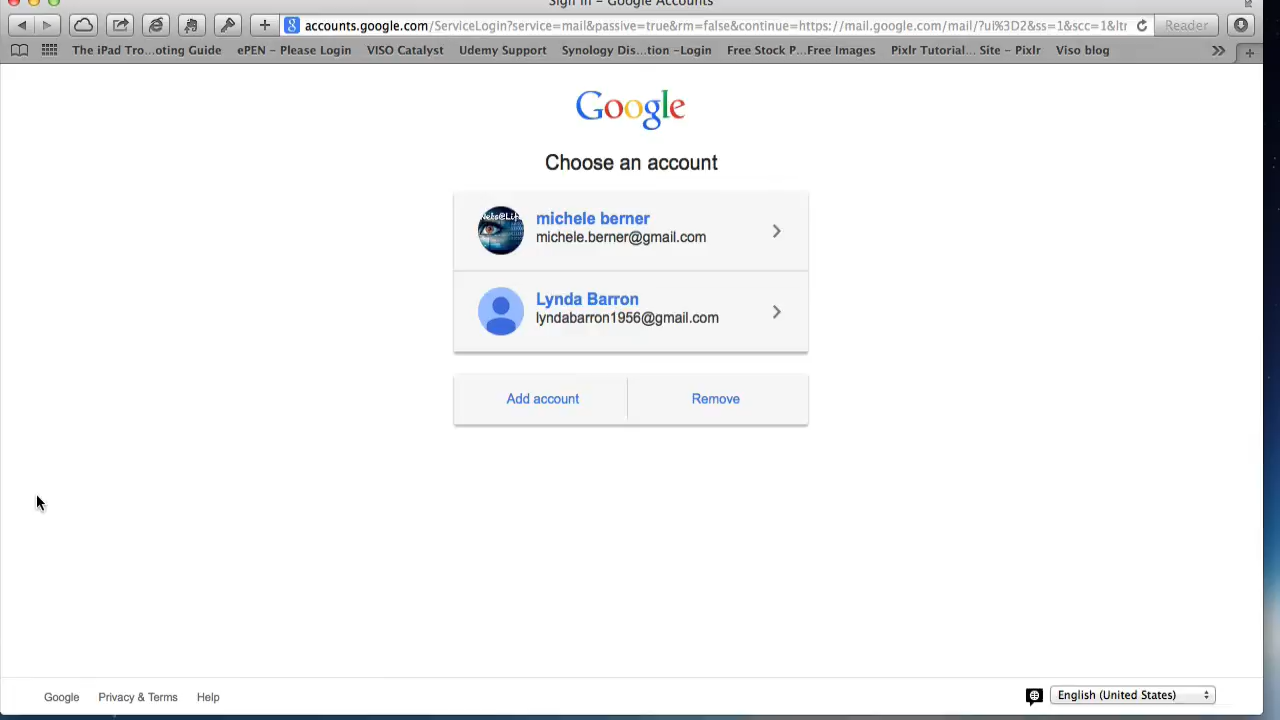 Sign In – Google Accounts
accounts.google.com/ServiceLogin?service=mail&passive=true&rm=false&continue=https://mail.google.com/mail/?ui%3D2&ss=1&scc=1&ltr
Reader
The iPad Tro...oting Guide ePEN – Please Login VISO Catalyst Udemy Support Synology Dis...tion –Login Free Stock P...Free Images Pixlr Tutorial... Site – Pixlr Viso blog
Google
Choose an account
michele berner
michele.berner@gmail.com
Lynda Barron
lyndabarron1956@gmail.com
Add account Remove
Google Privacy & Terms Help English (United States)